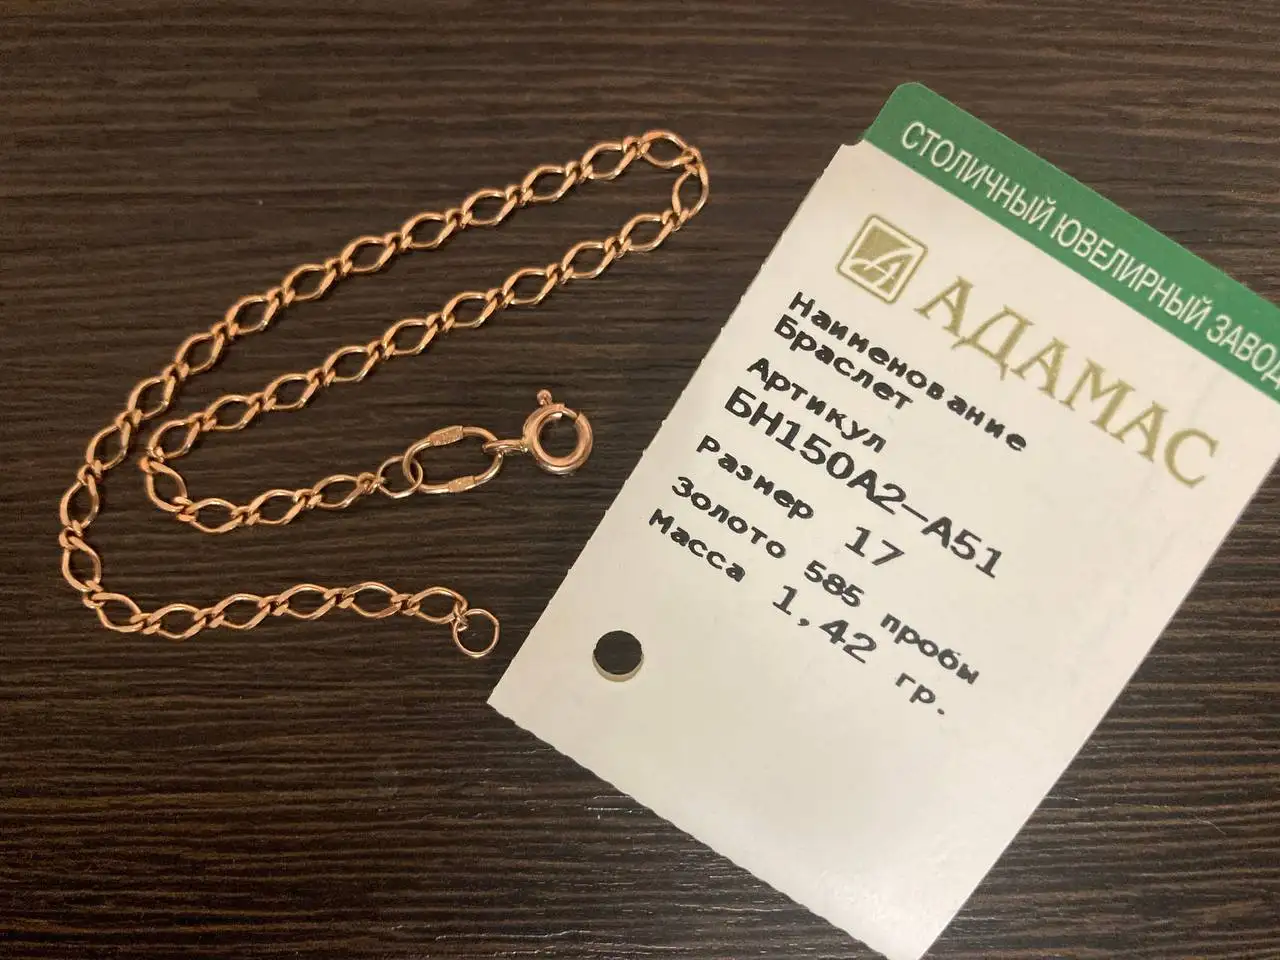 СТОЛИЧНЫЙ ЮВЕЛИРНЫЙ ЗАВОД
АДАМАС
Наименование
Браслет
Артикул
БН150А2-А51
Размер 17
Золото 585 пробы
Масса 1,42 гр.